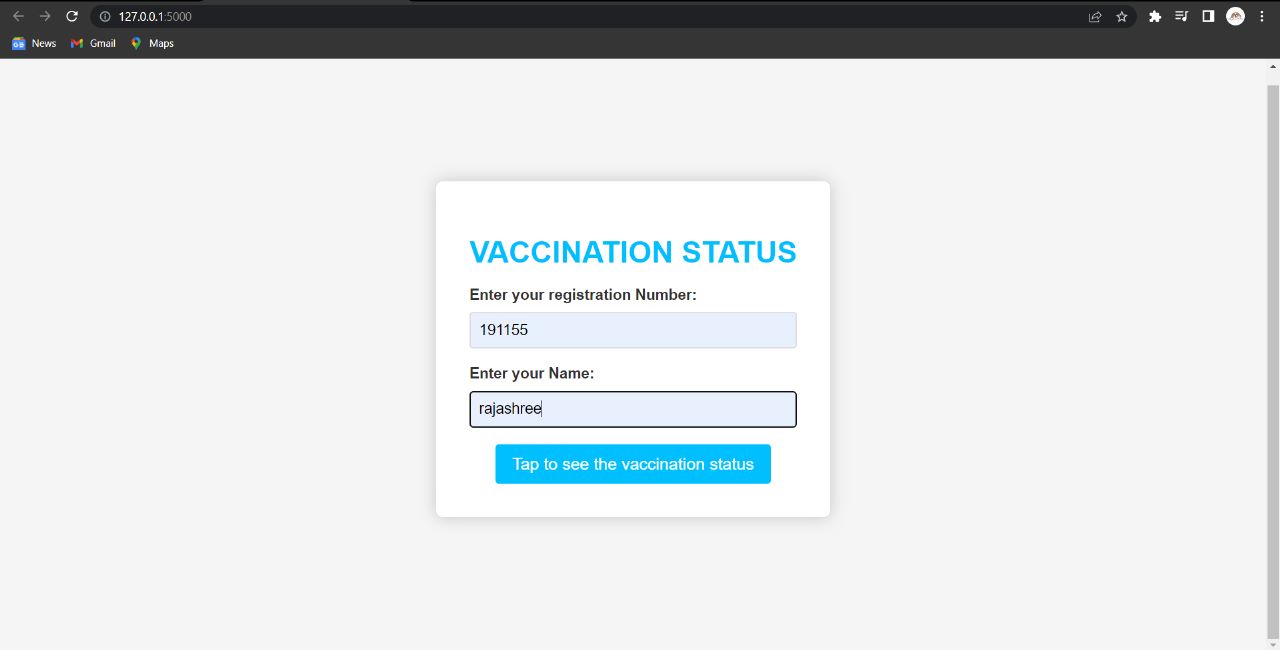 127.0.0.1:5000
News Gmail Maps
VACCINATION STATUS
Enter your registration Number:
191155
Enter your Name:
rajashree
Tap to see the vaccination status